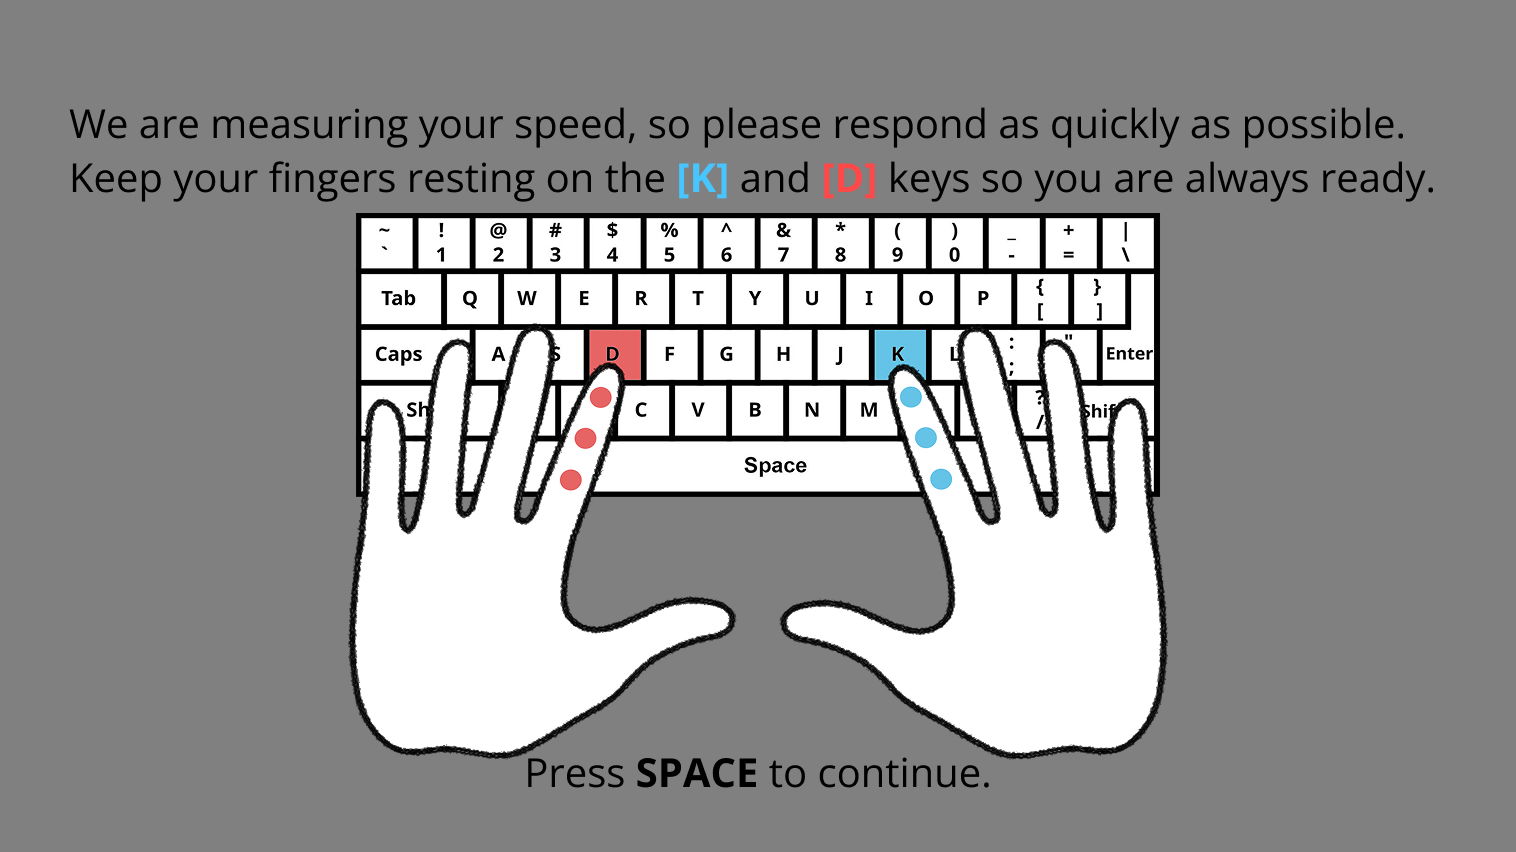 We are measuring your speed, so please respond as quickly as possible.
Keep your fingers resting on the [K] and [D] keys so you are always ready.
~ ! @ # $ % ^ & * ( ) _ + |
` 1 2 3 4 5 6 7 8 9 0 - = \
Tab Q W E R T Y U I O P { [ } ]
Caps A S D F G H J K L : ; " Enter
Sh C V B N M ? / Shif
Space
Press SPACE to continue.